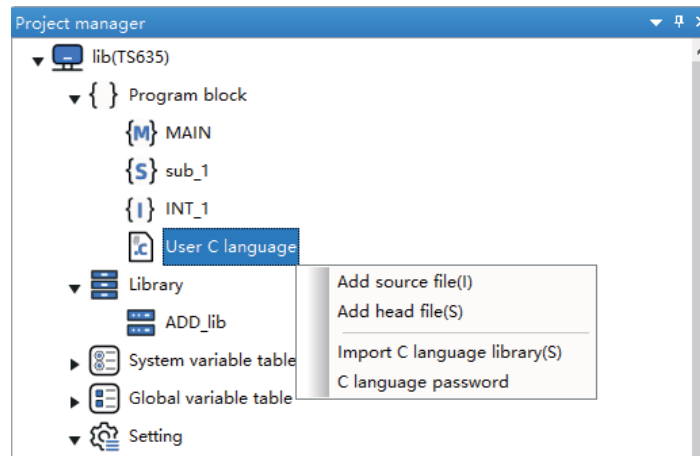 Project manager
lib(TS635)
{ } Program block
{M} MAIN
{S} sub_1
{I} INT_1
.c User C language
Add source file(I)
Library
Add head file(S)
ADD_lib
Import C language library(S)
System variable table
C language password
Global variable table
Setting